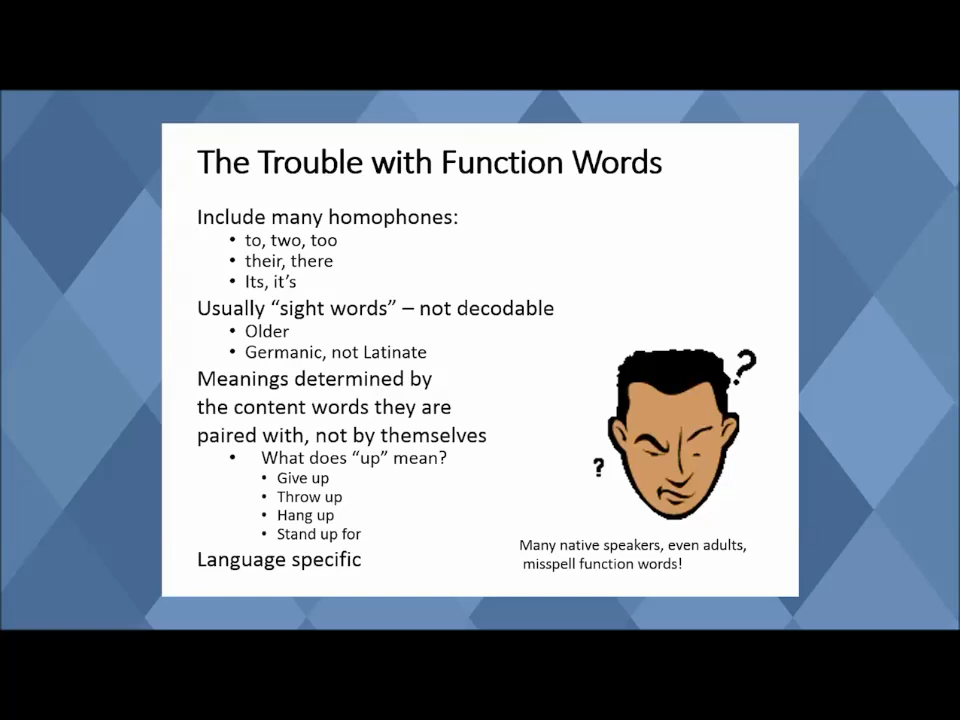 The Trouble with Function Words
Include many homophones:
• to, two, too
• their, there
• Its, it’s
Usually “sight words” – not decodable
• Older
• Germanic, not Latinate
Meanings determined by
the content words they are
paired with, not by themselves
• What does “up” mean?
• Give up
• Throw up
• Hang up
• Stand up for
Language specific
?
?
Many native speakers, even adults,
misspell function words!